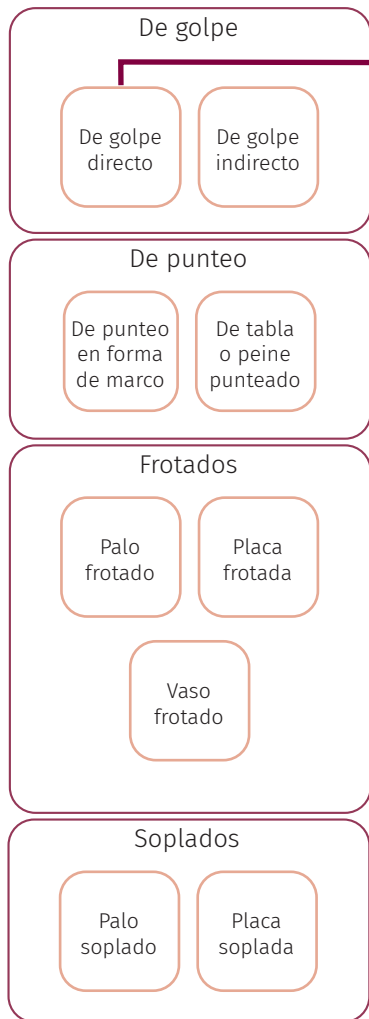 De golpe
De golpe
directo
De golpe
indirecto
De punteo
De punteo
en forma
de marco
De tabla
o peine
punteado
Frotados
Palo
frotado
Placa
frotada
Vaso
frotado
Soplados
Palo
soplado
Placa
soplada